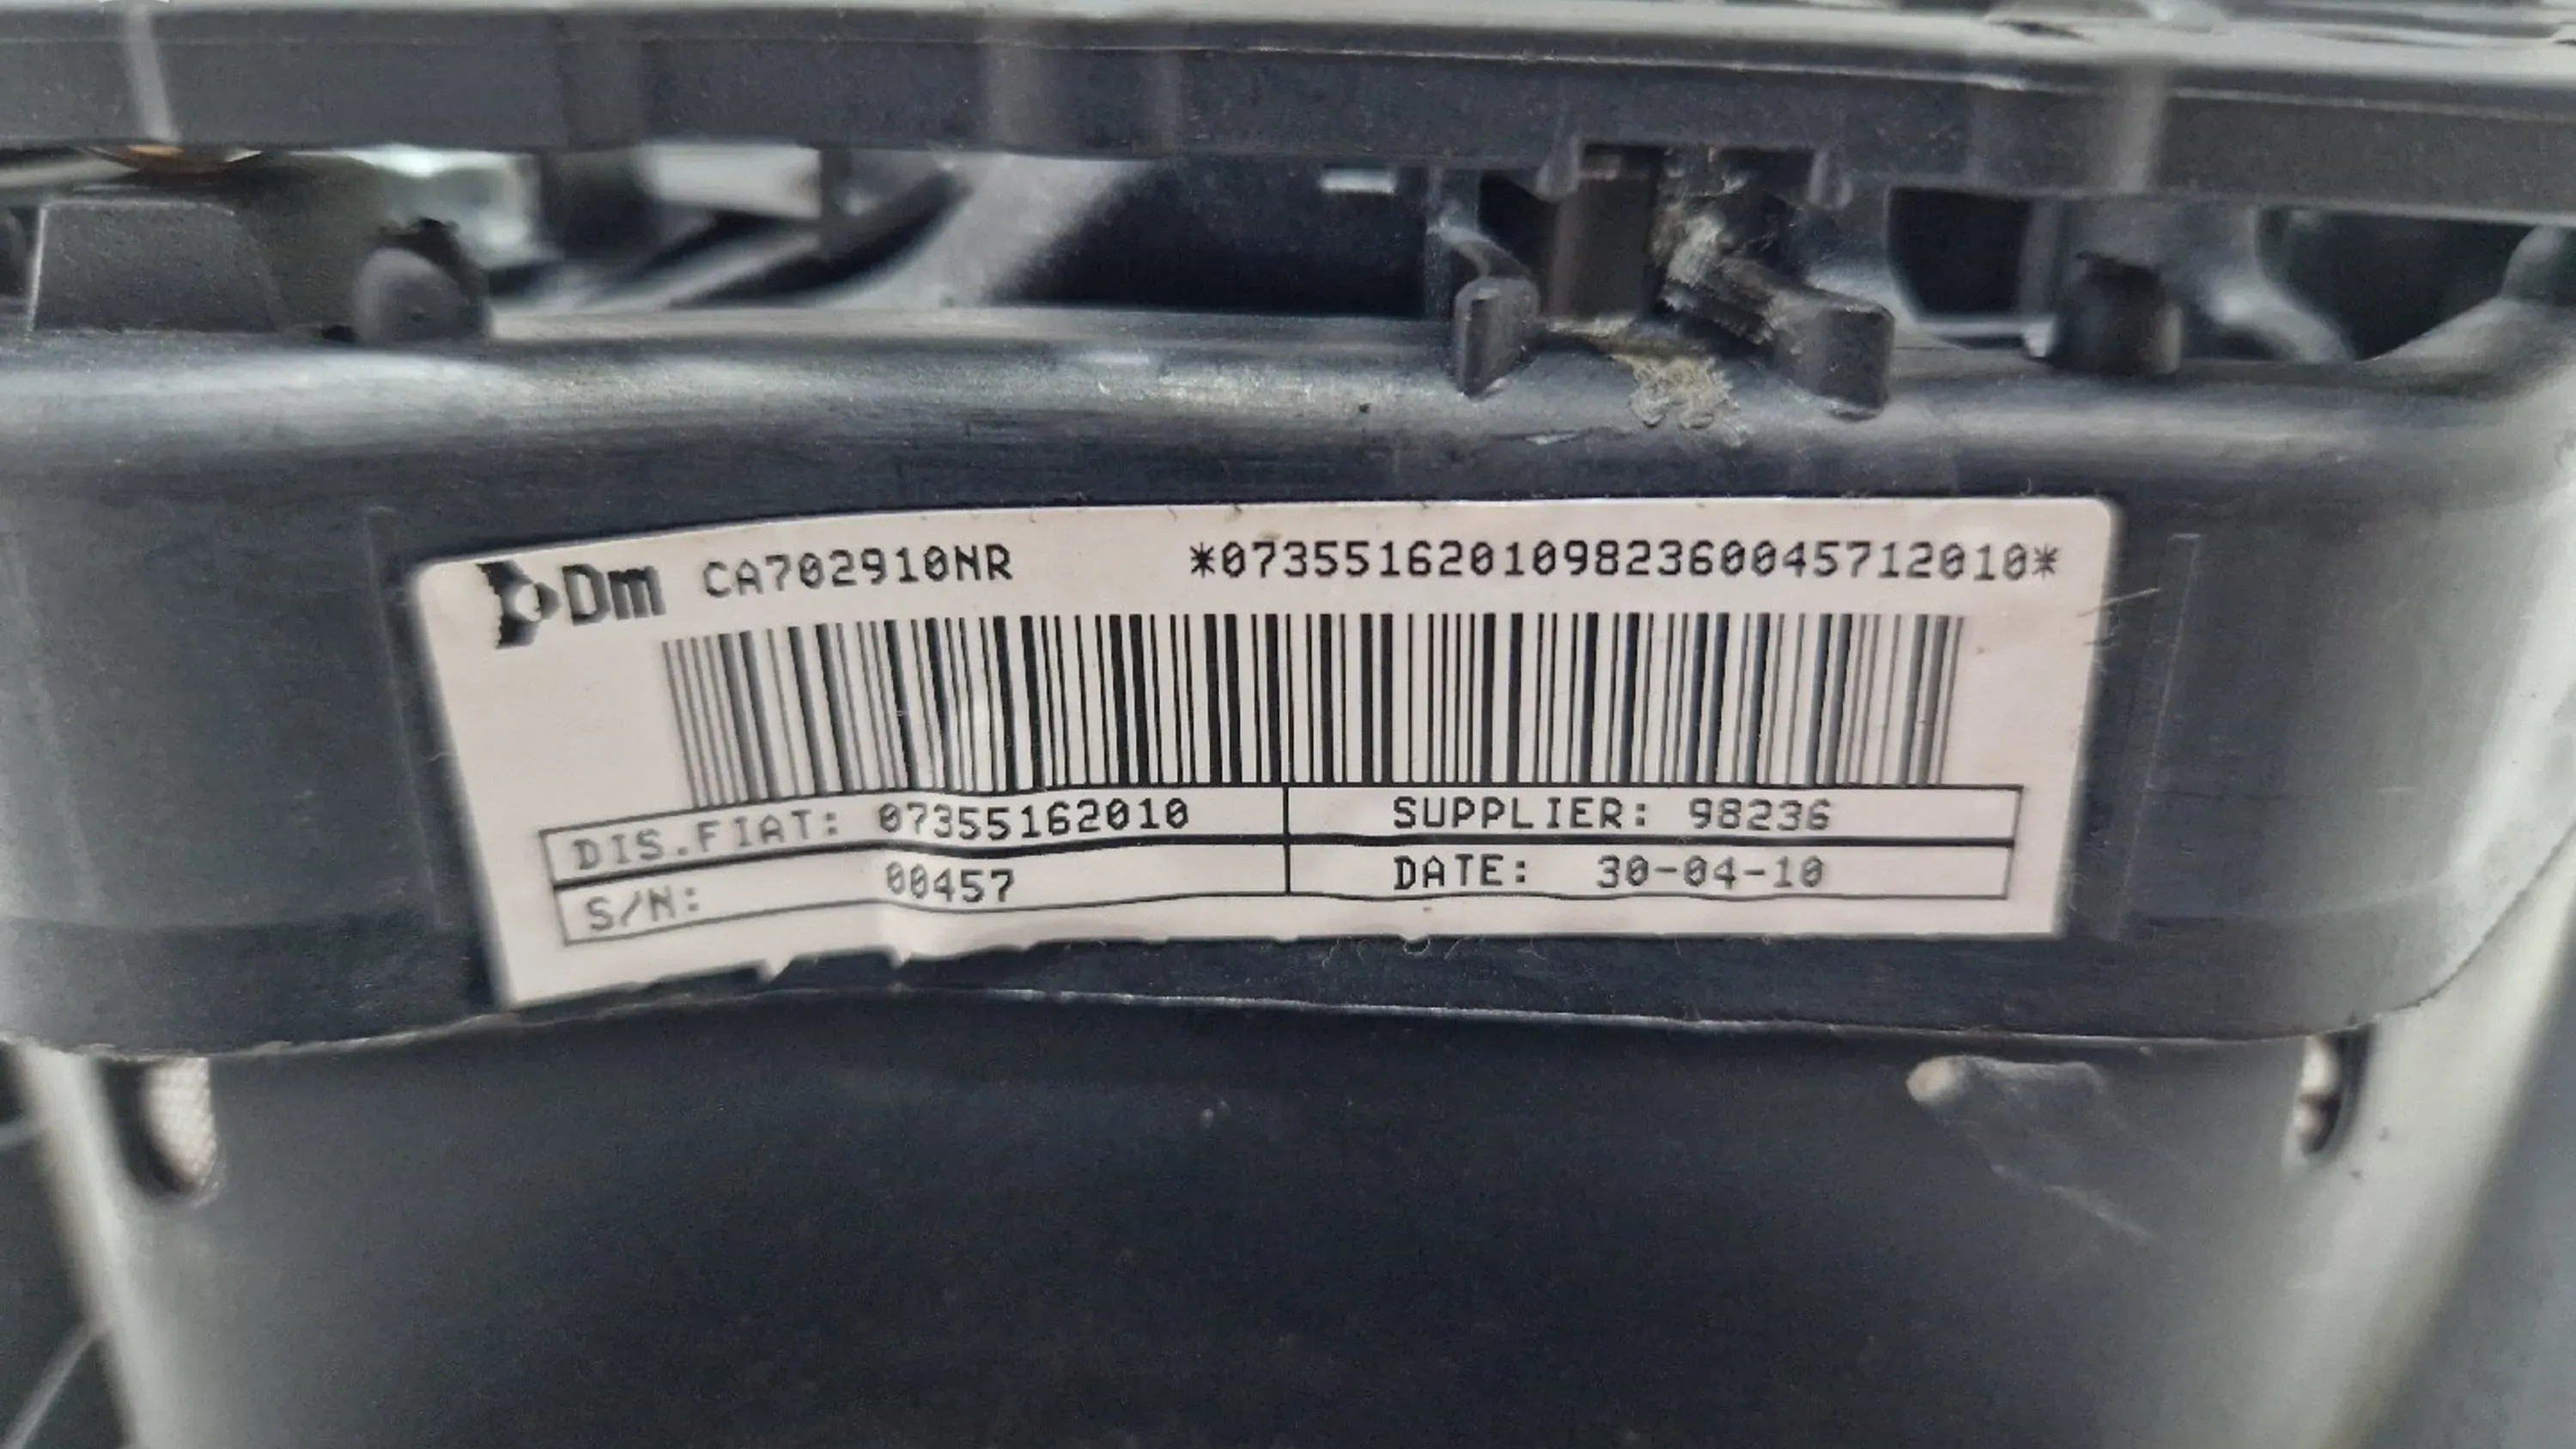 Dm CA702910NR *07355162010982360045712010*
DIS.FIAT: 07355162010 SUPPLIER: 98236
S/N: 00457 DATE: 30-04-10